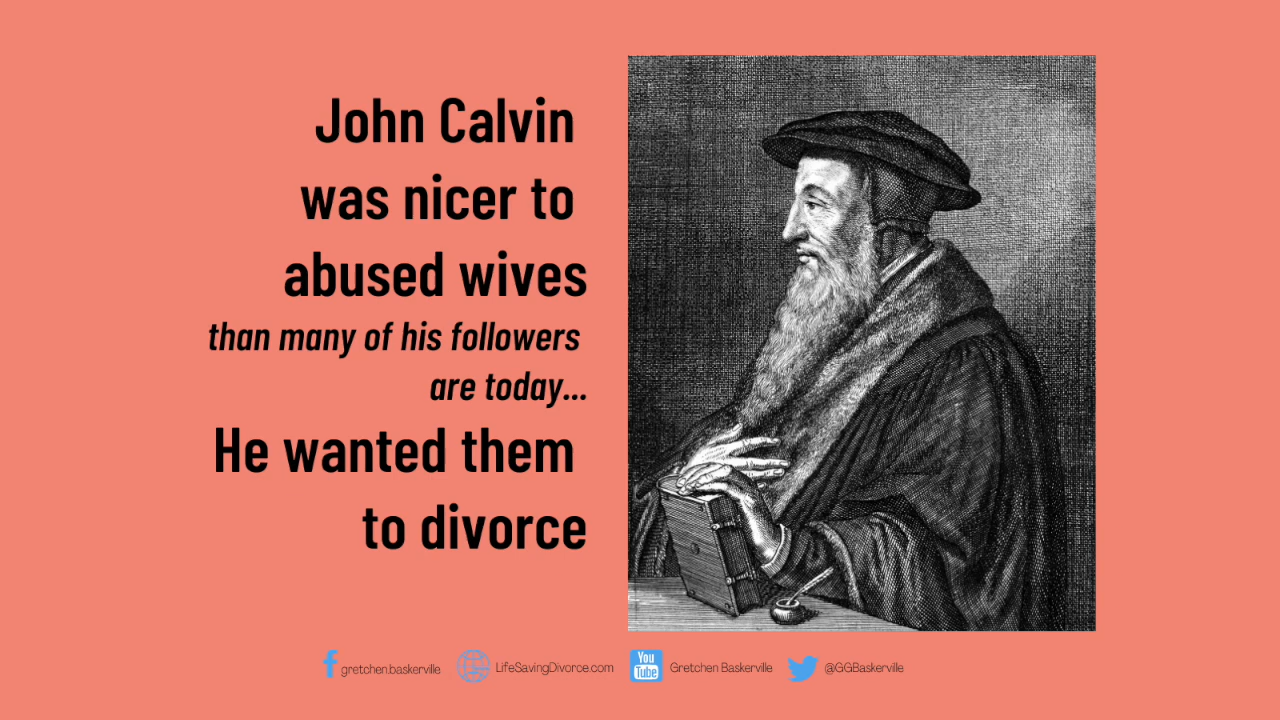 John Calvin
was nicer to
abused wives
than many of his followers
are today...
He wanted them
to divorce
gretchen.baskerville
LifeSavingDivorce.com
You
Tube
Gretchen Baskerville
@GGBaskerville